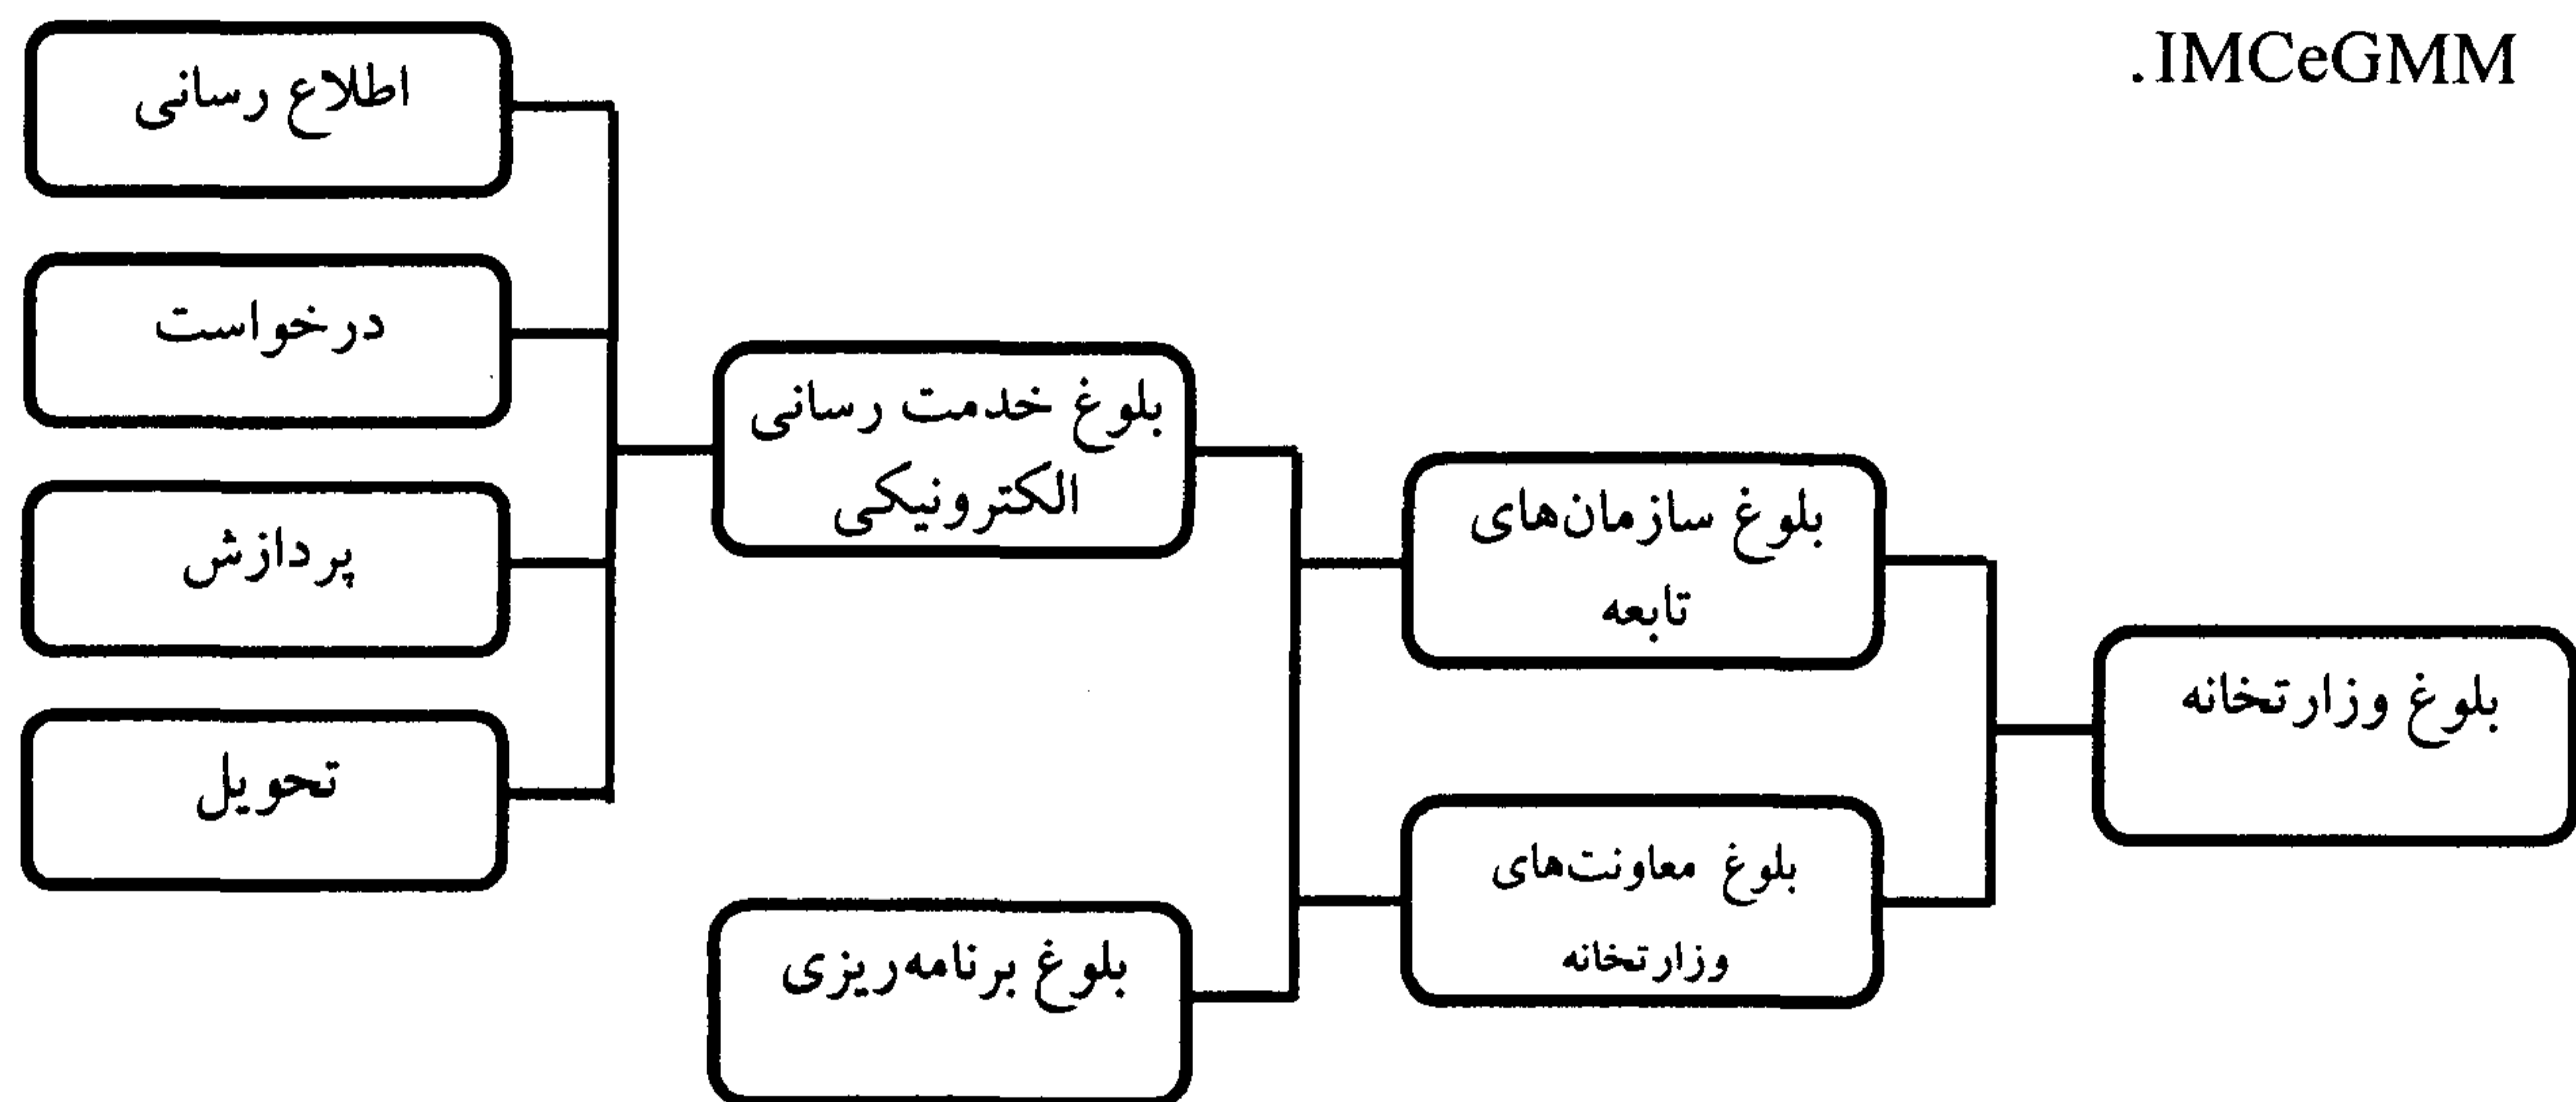 IMCeGMM.
بلوغ وزارتخانه
بلوغ سازمان‌های
تابعه
بلوغ معاونت‌های
وزارتخانه
بلوغ خدمت رسانی
الکترونیکی
بلوغ برنامه‌ریزی
اطلاع رسانی
درخواست
پردازش
تحویل